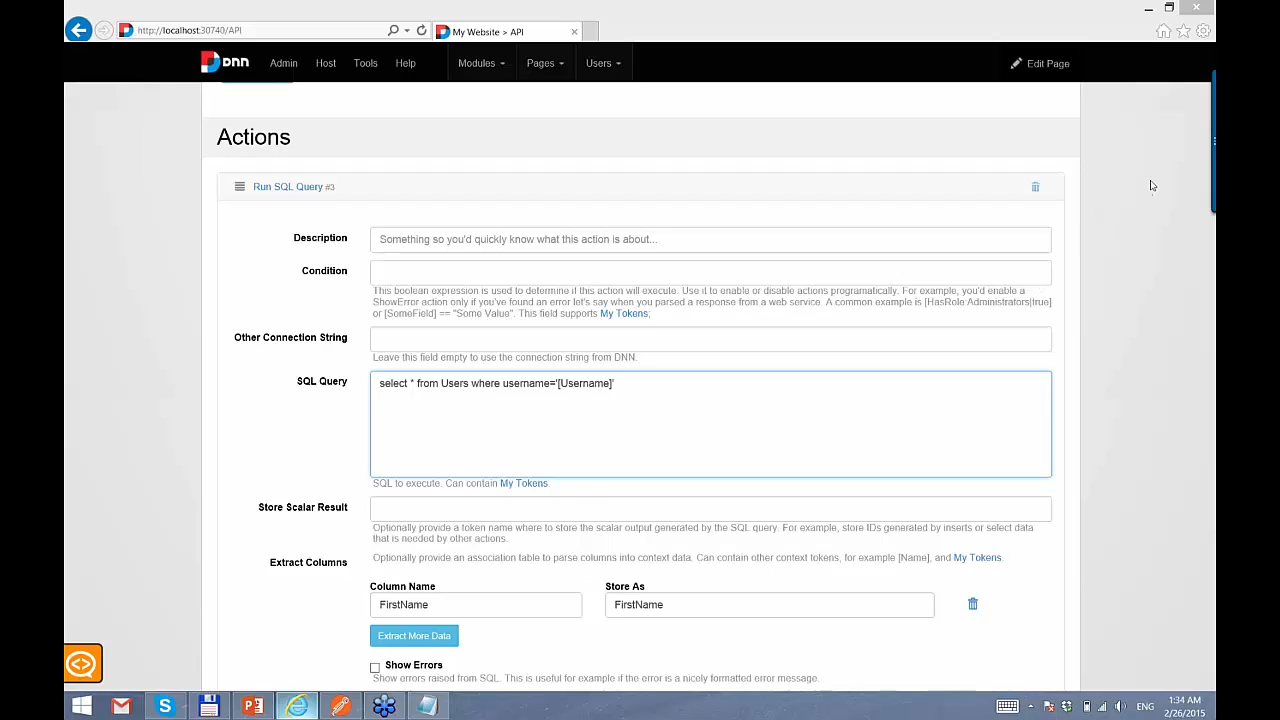 http://localhost:30740/API
My Website > API
DNN Admin Host Tools Help Modules Pages Users Edit Page
Actions
Run SQL Query #3
Description
Something so you'd quickly know what this action is about...
Condition
This boolean expression is used to determine if this action will execute. Use it to enable or disable actions programatically. For example, you'd enable a
ShowError action only if you've found an error let's say when you parsed a response from a web service. A common example is [HasRole:Administrators|true]
or [SomeField] == "Some Value". This field supports My Tokens;
Other Connection String
Leave this field empty to use the connection string from DNN.
SQL Query
select * from Users where username='[Username]'
SQL to execute. Can contain My Tokens.
Store Scalar Result
Optionally provide a token name where to store the scalar output generated by the SQL query. For example, store IDs generated by inserts or select data
that is needed by other actions.
Extract Columns
Optionally provide an association table to parse columns into context data. Can contain other context tokens, for example [Name], and My Tokens.
Column Name Store As
FirstName FirstName
Extract More Data
Show Errors
Show errors raised from SQL. This is useful for example if the error is a nicely formatted error message.
ENG
1:34 AM
2/26/2015